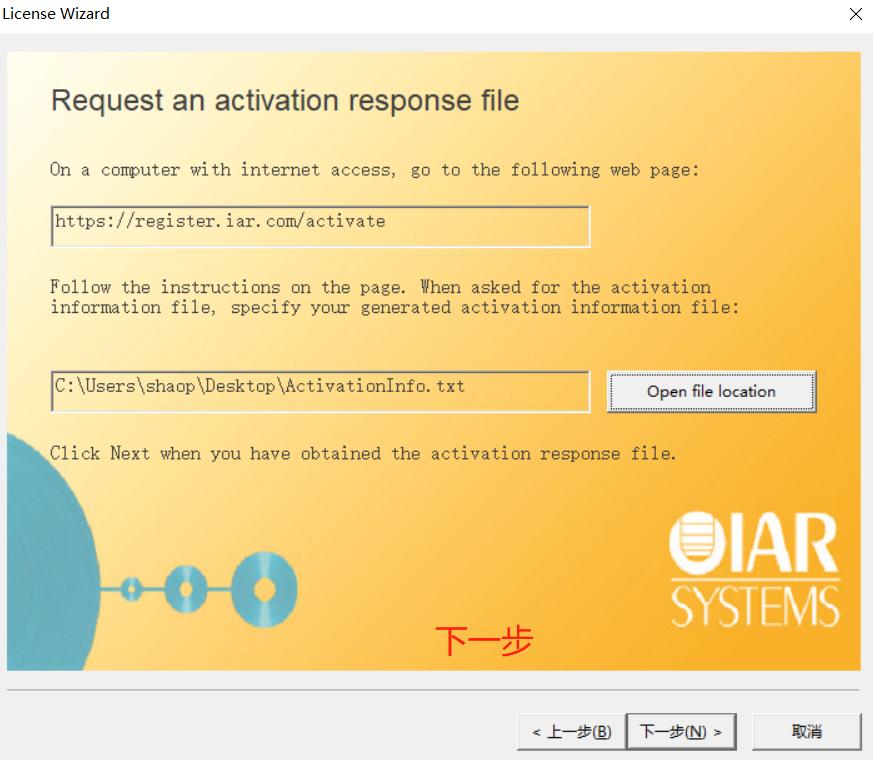 License Wizard
Request an activation response file
On a computer with internet access, go to the following web page:
https://register.iar.com/activate
Follow the instructions on the page. When asked for the activation
information file, specify your generated activation information file:
C:\Users\shaop\Desktop\ActivationInfo.txt
Open file location
Click Next when you have obtained the activation response file.
IAR
SYSTEMS
下一步
< 上一步(B)
下一步(N) >
取消